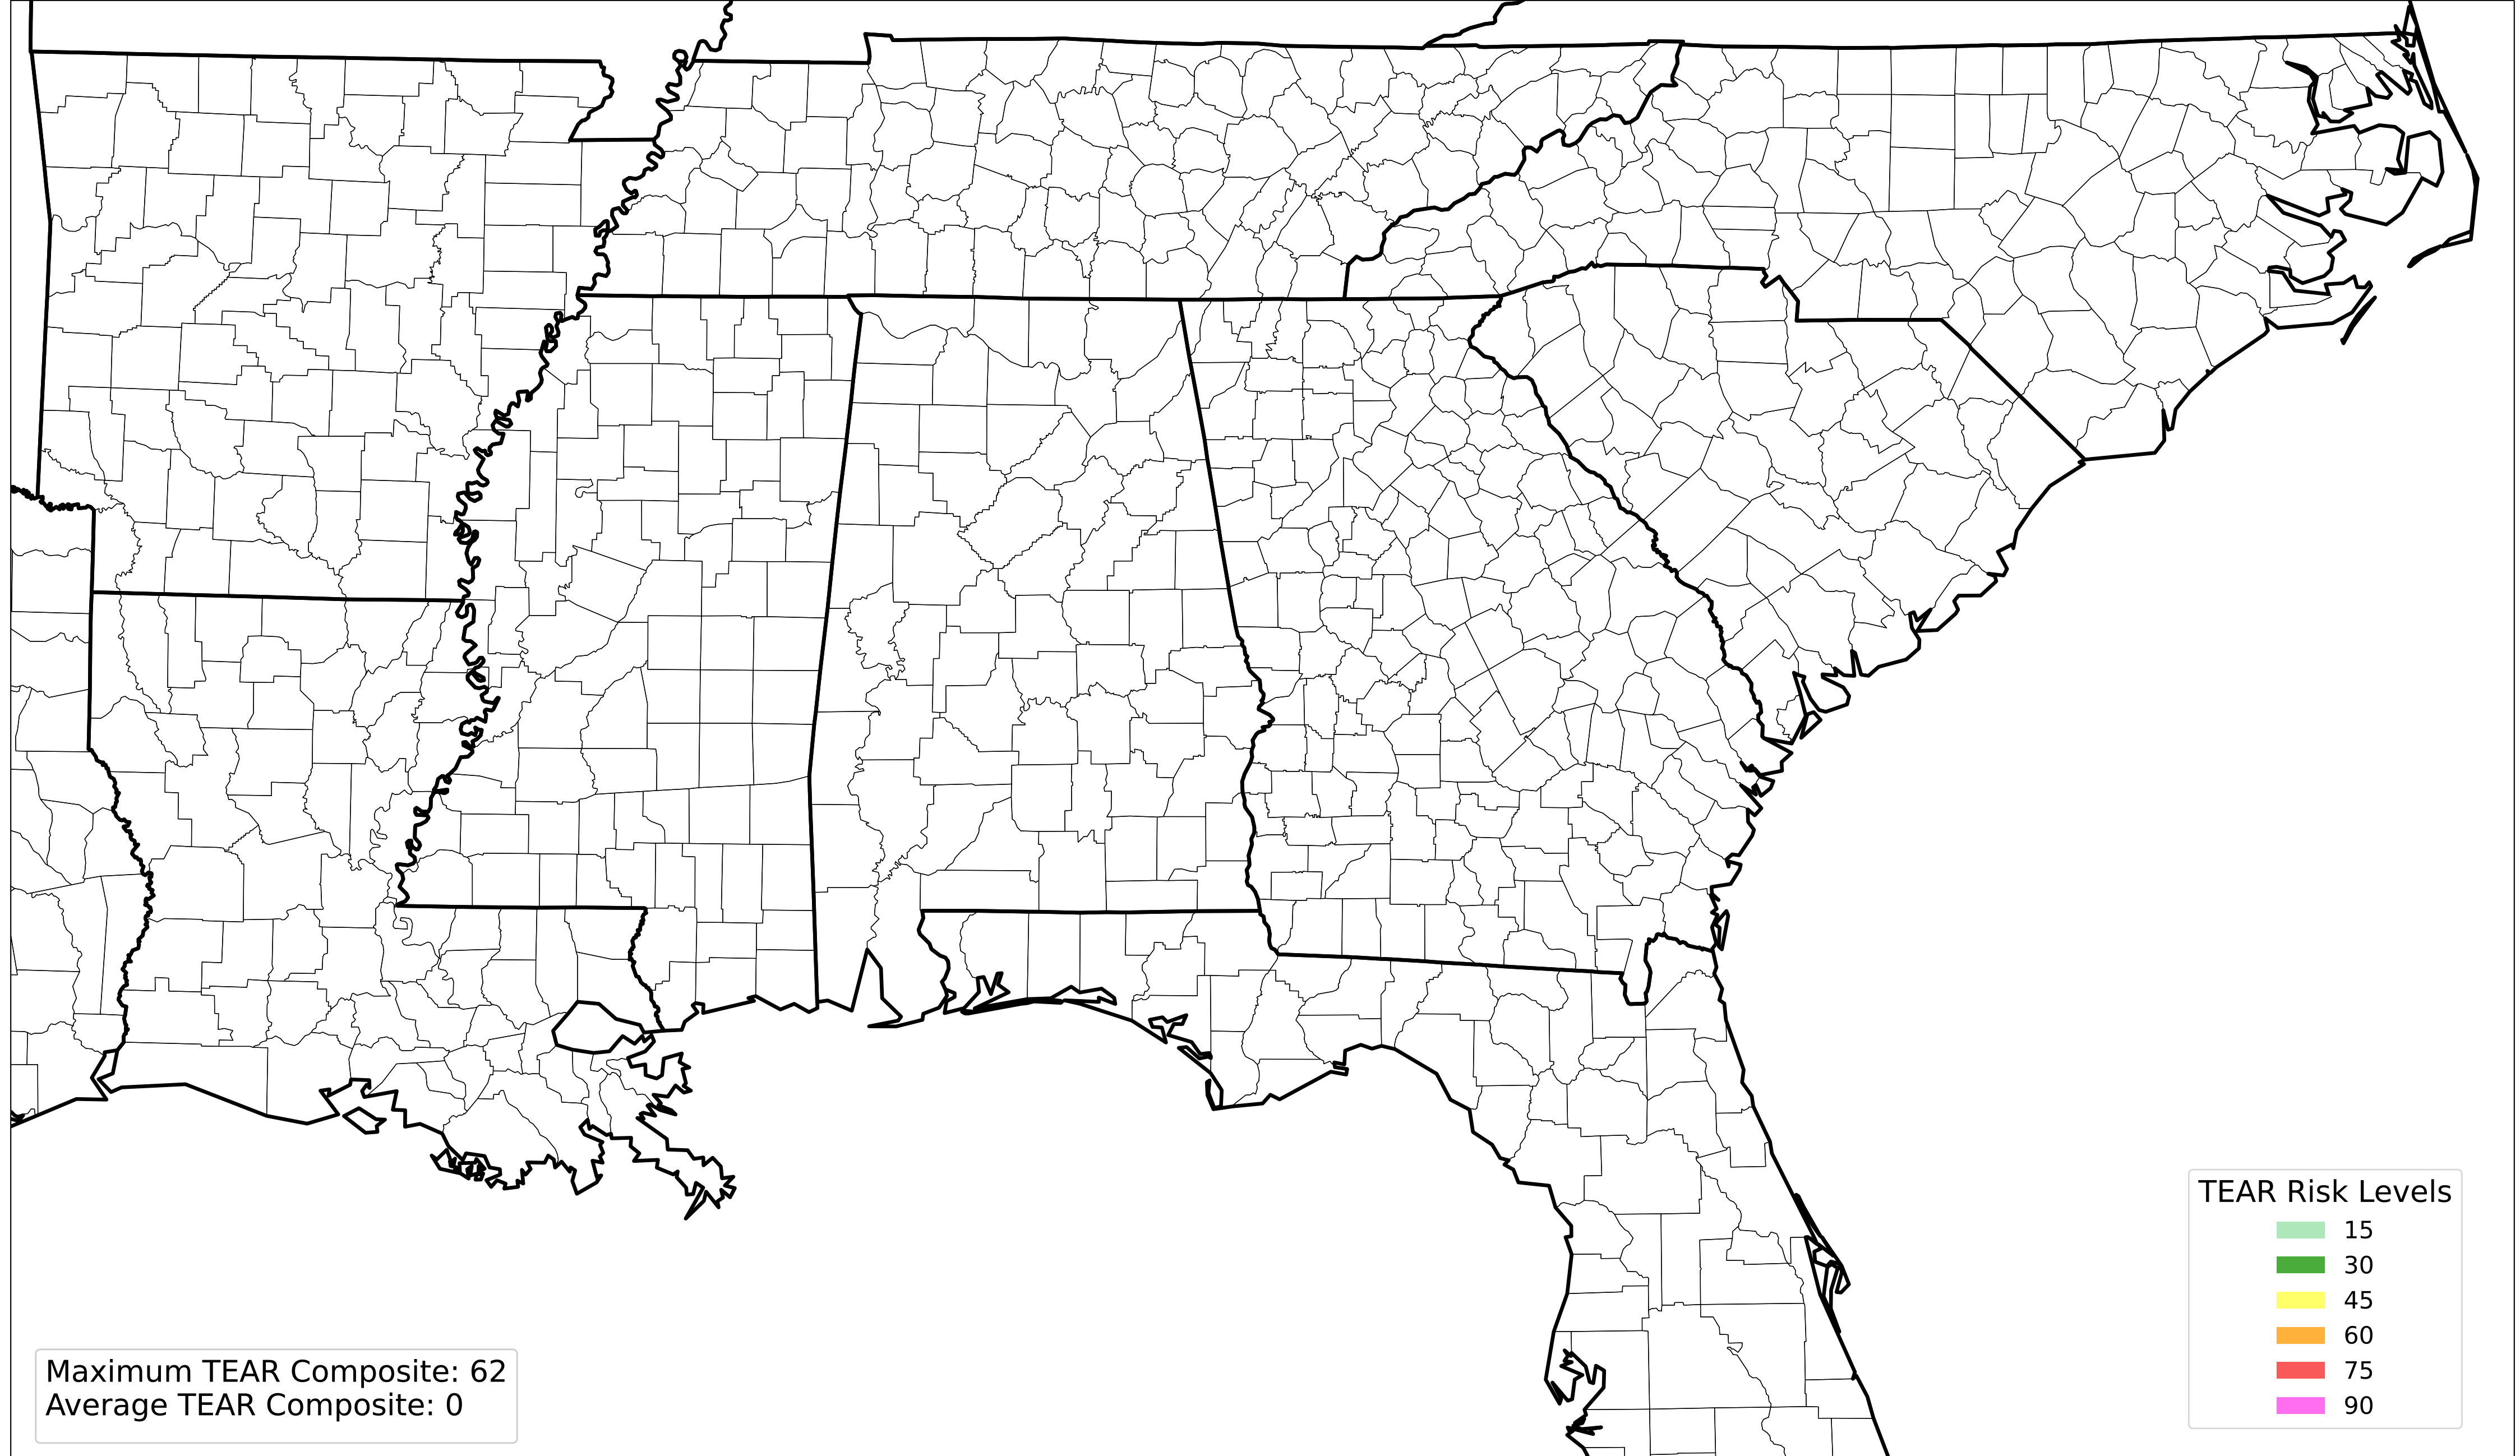 TEAR Risk Levels
15
30
45
60
75
90
Maximum TEAR Composite: 62
Average TEAR Composite: 0